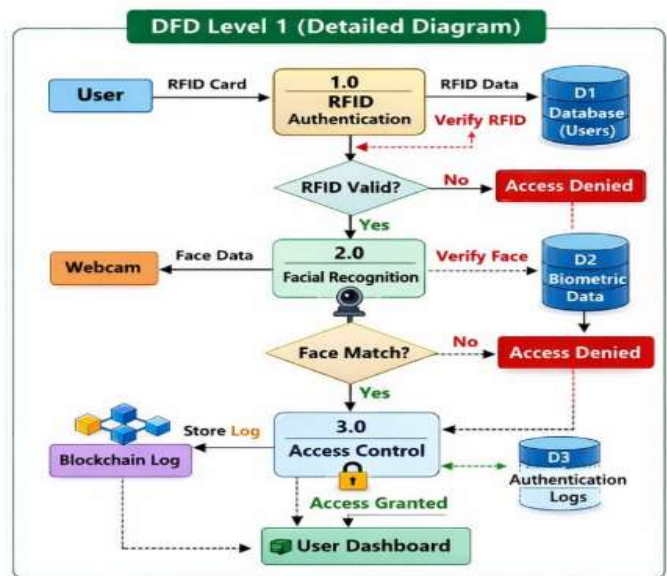 DFD Level 1 (Detailed Diagram)
User
RFID Card
1.0
RFID
Authentication
RFID Data
Verify RFID
D1
Database
(Users)
RFID Valid?
No
Access Denied
Yes
Webcam
Face Data
2.0
Facial Recognition
Verify Face
D2
Biometric
Data
Face Match?
No
Access Denied
Yes
Blockchain Log
Store Log
3.0
Access Control
D3
Authentication
Logs
Access Granted
User Dashboard